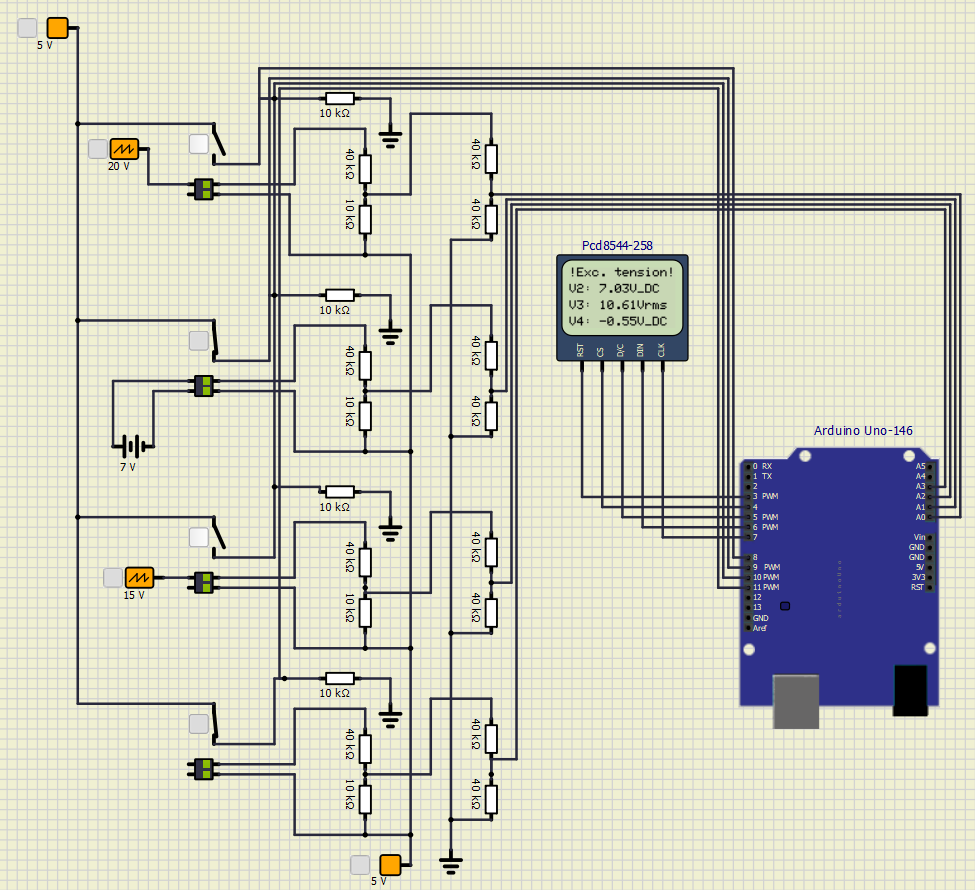 5 V
10 kΩ
20 V
40 kΩ
40 kΩ
10 kΩ
40 kΩ
Pcd8544-258
!Exc. tension!
V2: 7.03V_DC
V3: 10.61Vrms
V4: -0.55V_DC
RST CS D/C DIN CLK
10 kΩ
40 kΩ
40 kΩ
10 kΩ
40 kΩ
7 V
10 kΩ
15 V
40 kΩ
40 kΩ
10 kΩ
40 kΩ
10 kΩ
40 kΩ
40 kΩ
10 kΩ
40 kΩ
5 V
Arduino Uno-146
0 RX
1 TX
2
3 PWM
4
5 PWM
6 PWM
7
8
9 PWM
10 PWM
11 PWM
12
13
GND
Aref
A5
A4
A3
A2
A1
A0
Vin
GND
GND
5V
3V3
RST
arduinouno